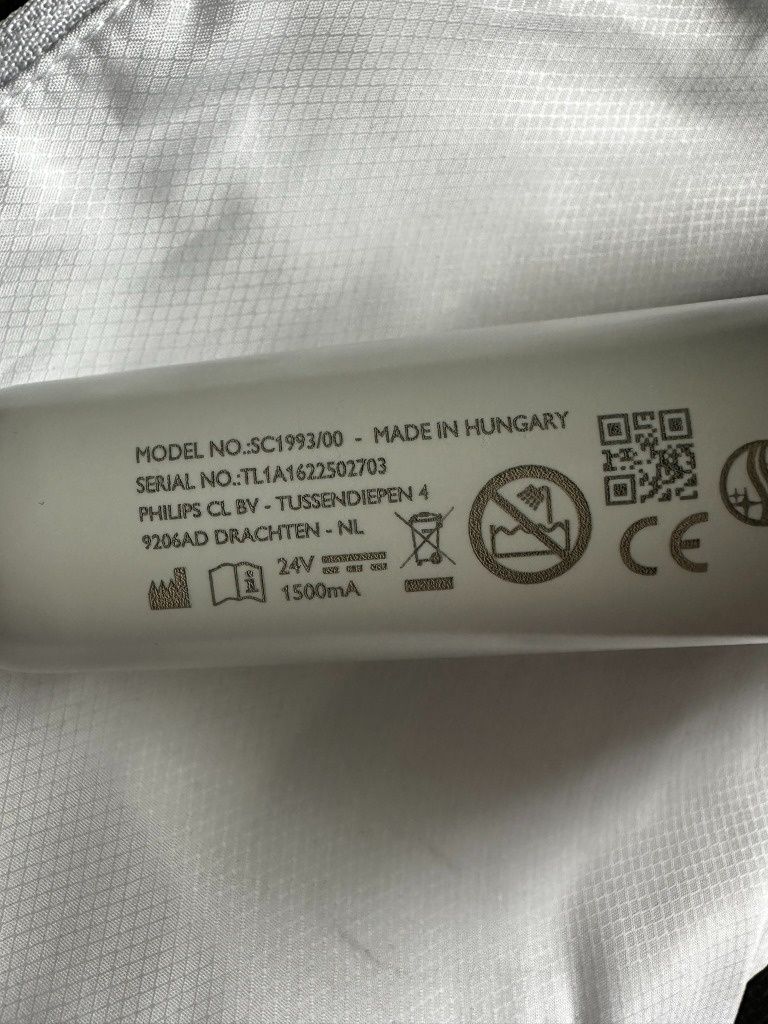 MODEL NO.:SC1993/00 - MADE IN HUNGARY
SERIAL NO.:TL1A1622502703
PHILIPS CL BV - TUSSENDIEPEN 4
9206AD DRACHTEN - NL
24V
1500mA
CE